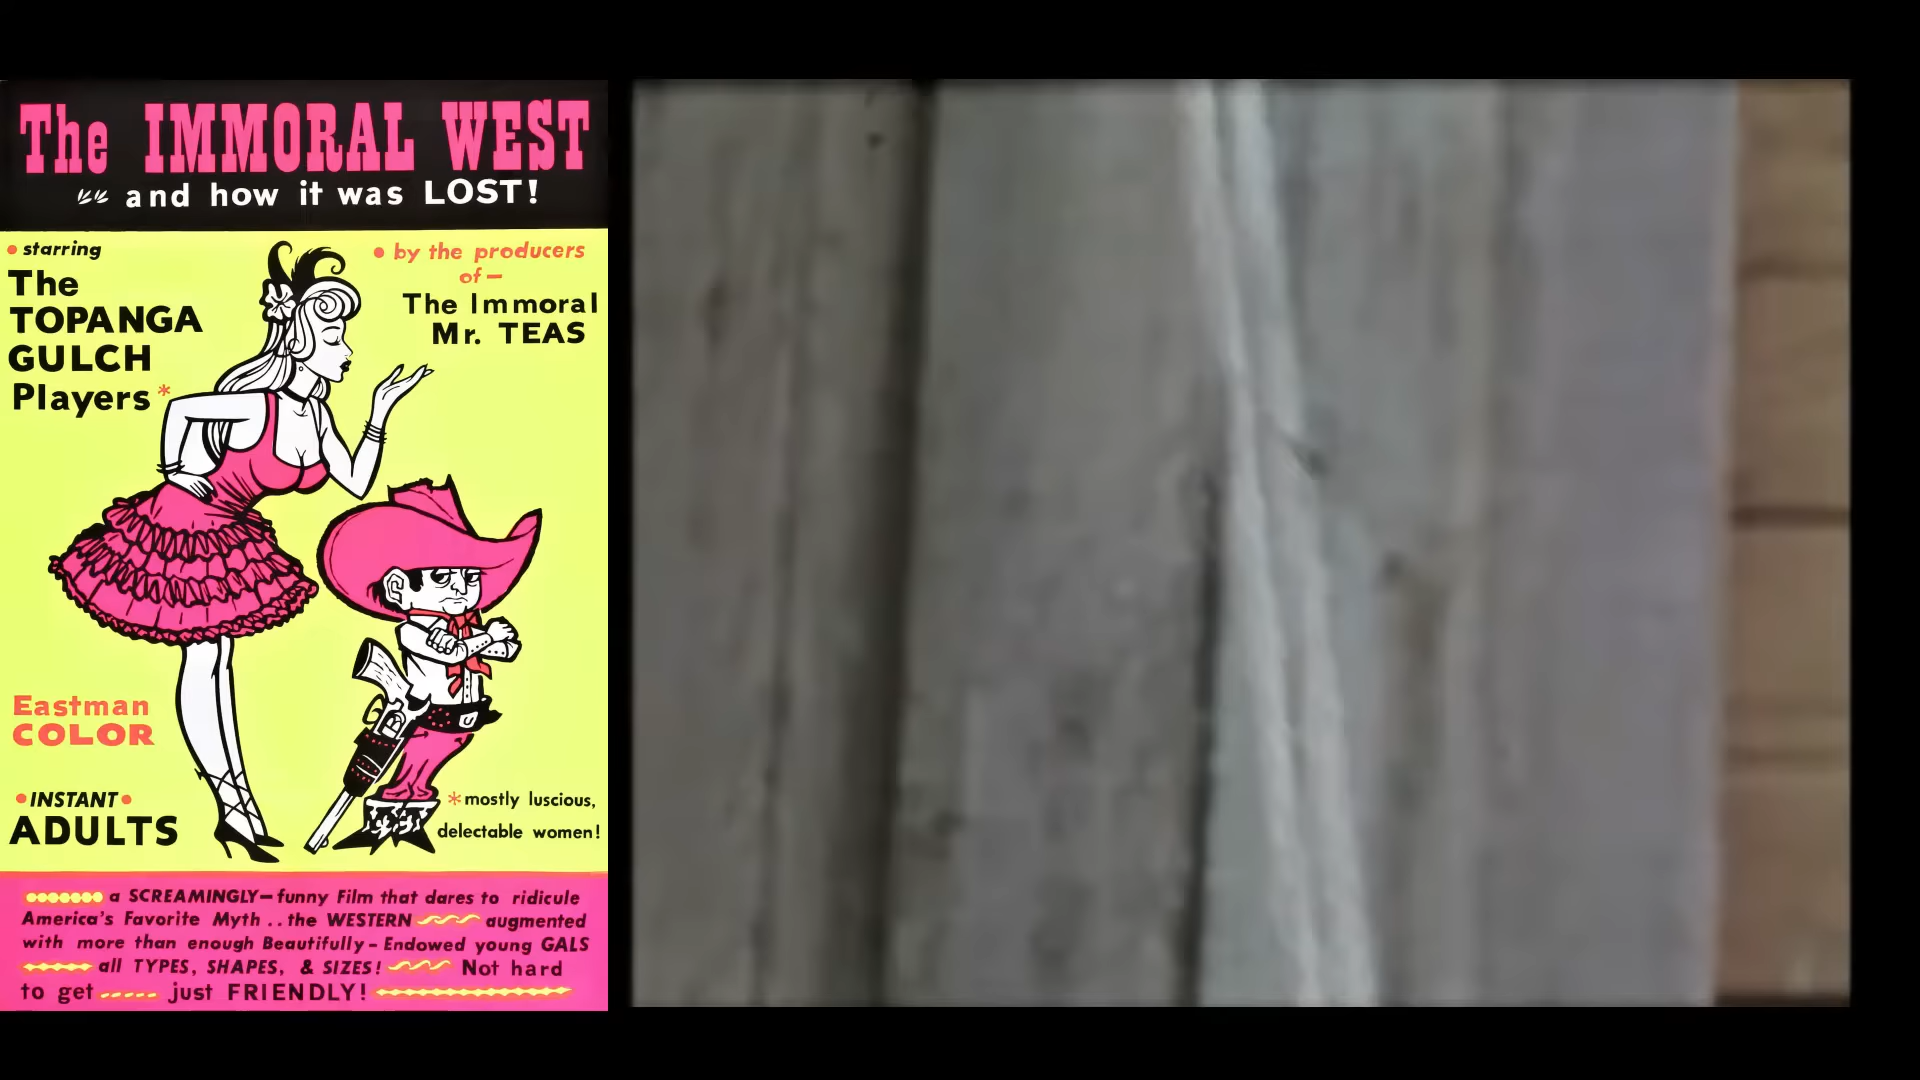 The IMMORAL WEST
and how it was LOST!
• starring
The
TOPANGA
GULCH
Players*
• by the producers
of—
The Immoral
Mr. TEAS
Eastman
COLOR
• INSTANT •
ADULTS
*mostly luscious,
delectable women!
a SCREAMINGLY—funny Film that dares to ridicule
America's Favorite Myth . . the WESTERN augmented
with more than enough Beautifully-Endowed young GALS
all TYPES, SHAPES, & SIZES! Not hard
to get ..... just FRIENDLY!